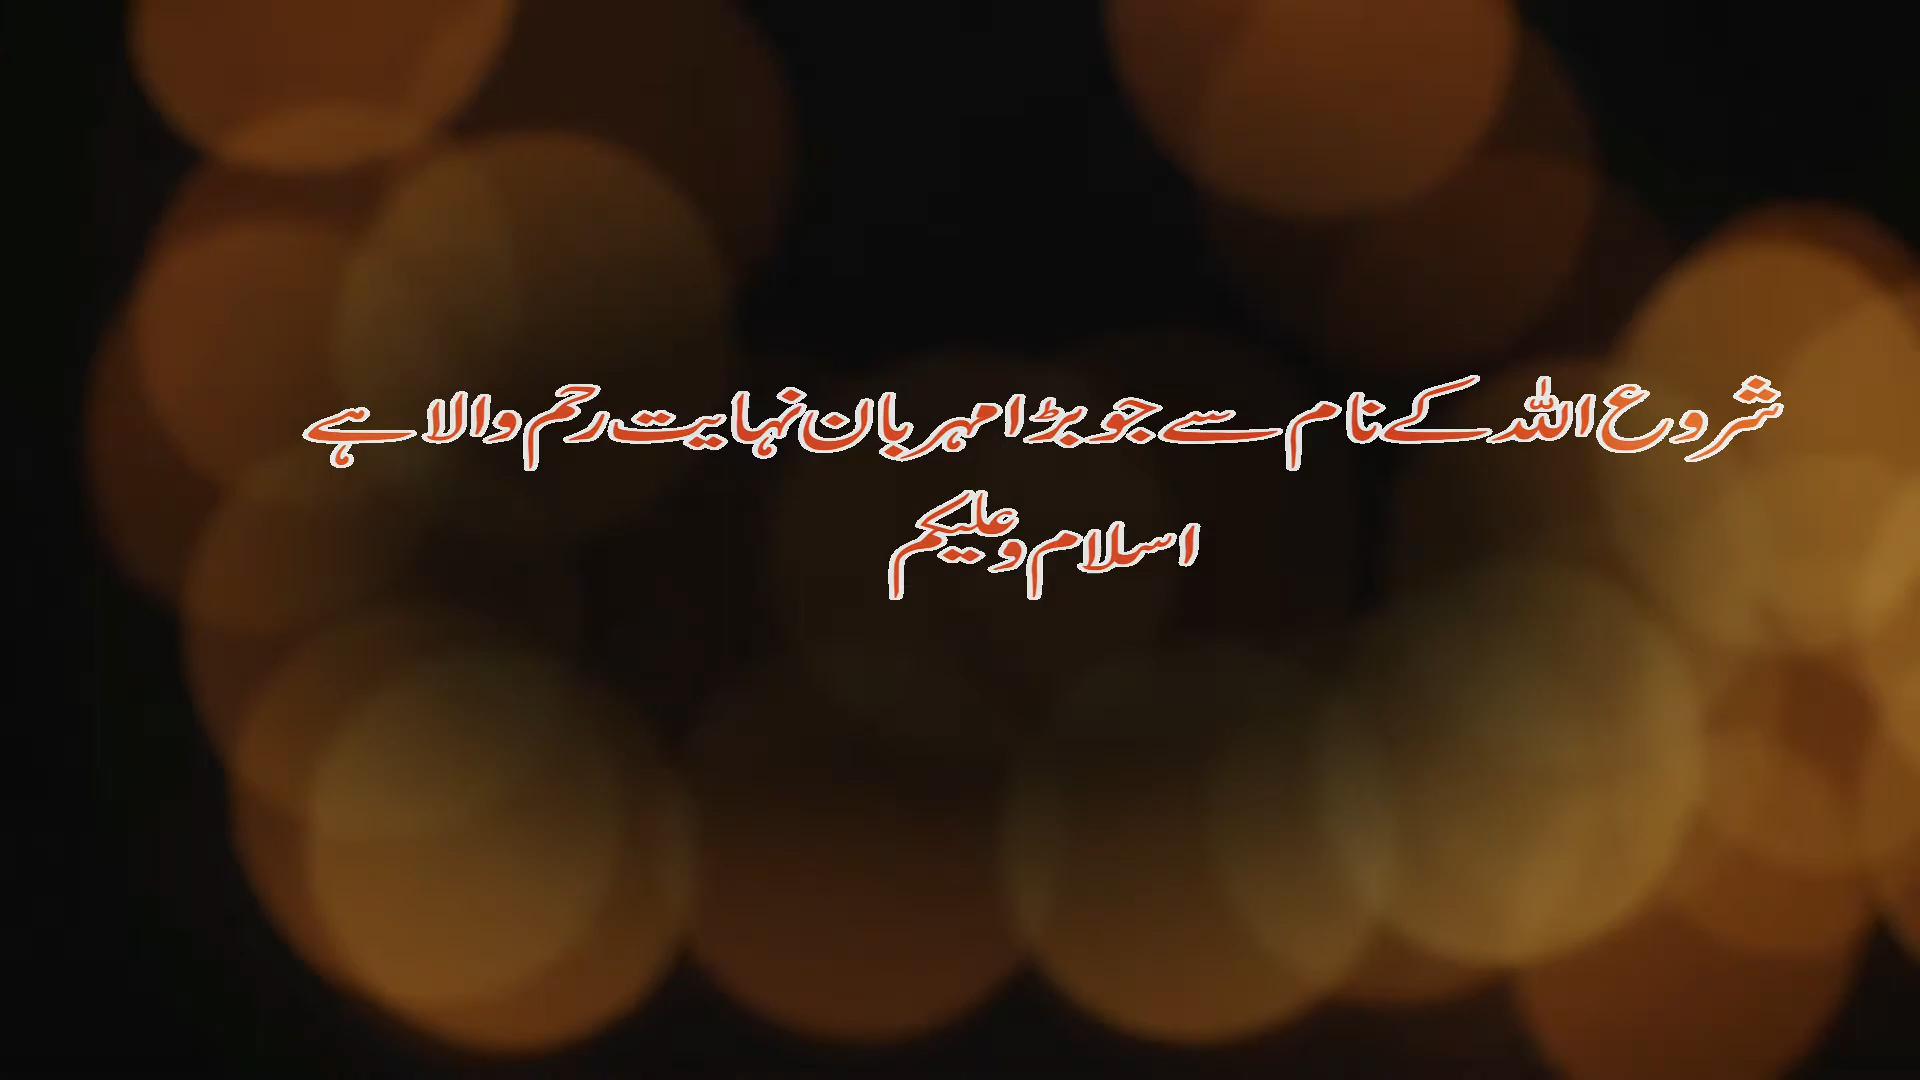 شروع اللہ کے نام سے جو بڑا مہربان نہایت رحم والا ہے
اسلام وعلیکم